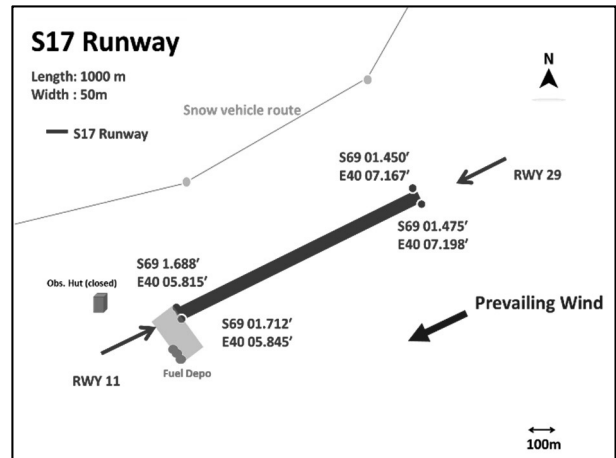 S17 Runway
Length: 1000 m
Width : 50m
S17 Runway
Snow vehicle route
N
S69 01.450’
E40 07.167’
RWY 29
S69 01.475’
E40 07.198’
S69 1.688’
E40 05.815’
Obs. Hut (closed)
S69 01.712’
E40 05.845’
Prevailing Wind
RWY 11
Fuel Depo
100m